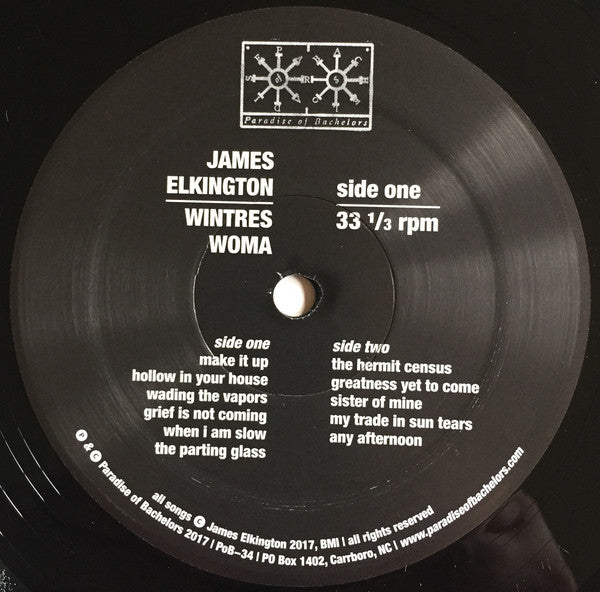 Paradise of Bachelors
JAMES
ELKINGTON
WINTRES
WOMA
side one
33 1/3 rpm
side one
make it up
hollow in your house
wading the vapors
grief is not coming
when i am slow
the parting glass
side two
the hermit census
greatness yet to come
sister of mine
my trade in sun tears
any afternoon
all songs © James Elkington 2017, BMI | all rights reserved
℗ & © Paradise of Bachelors 2017 | PoB–34 | PO Box 1402, Carrboro, NC | www.paradiseofbachelors.com